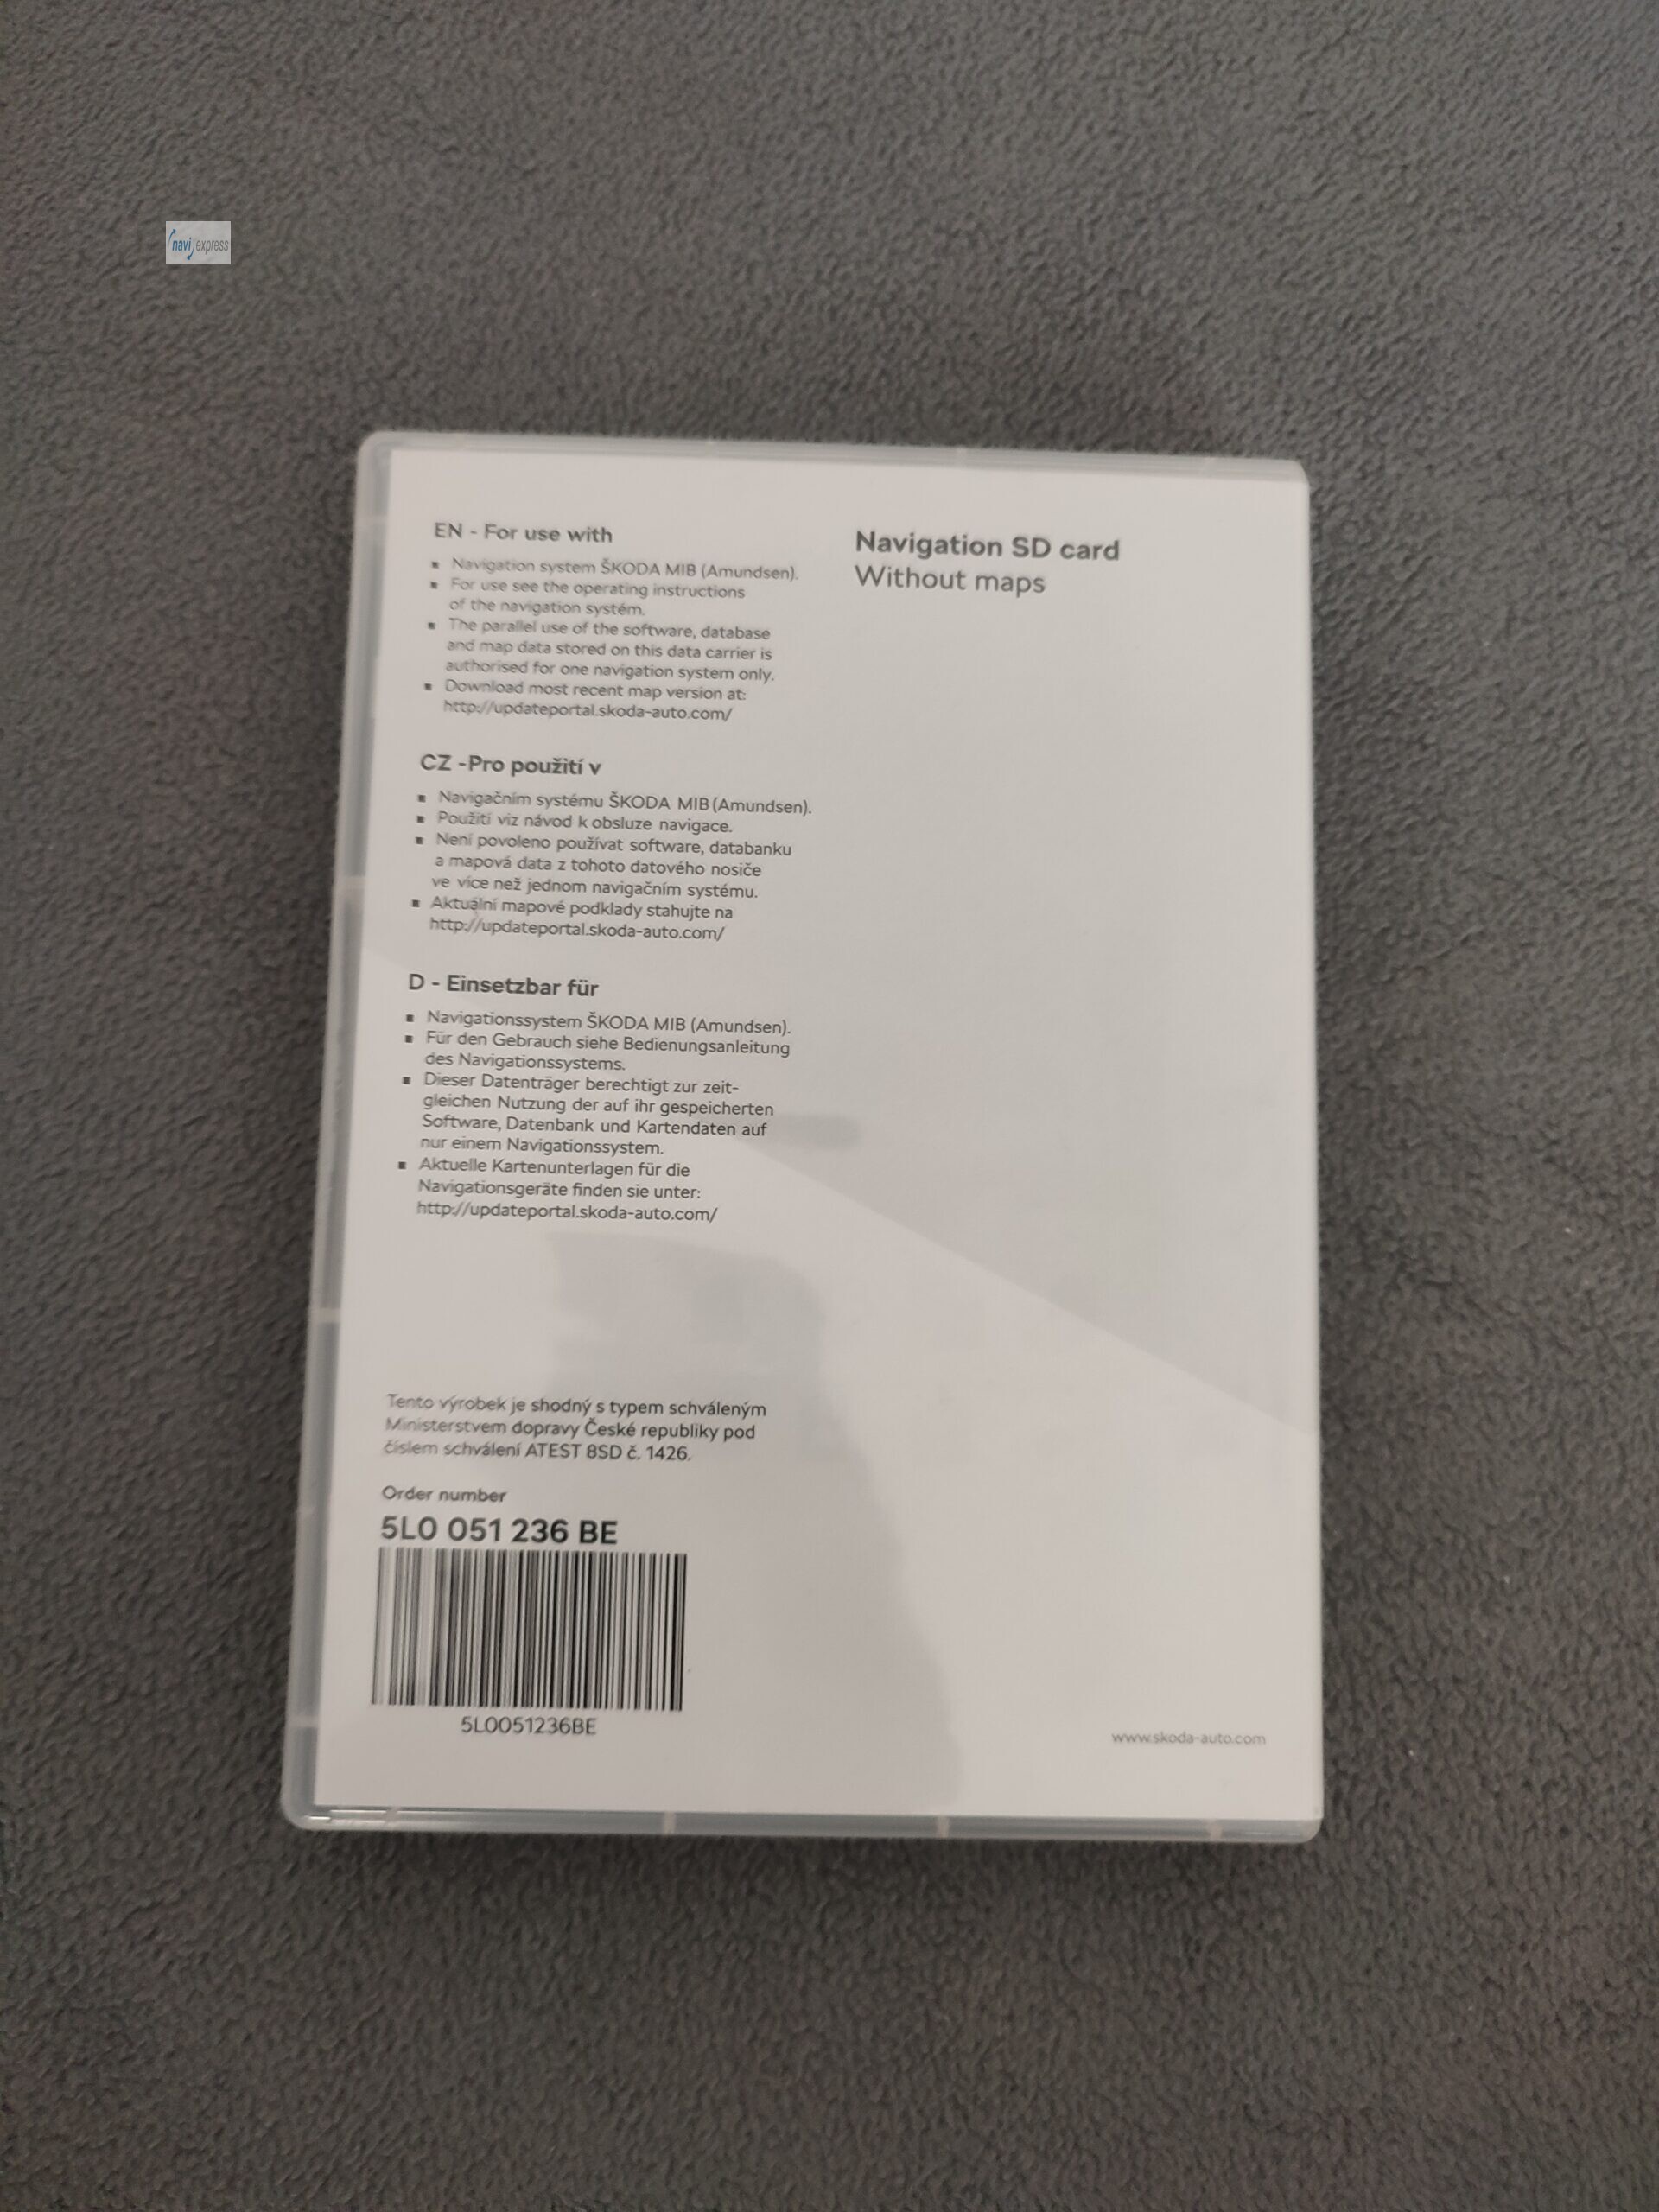 navi express
EN - For use with
▪ Navigation system ŠKODA MIB (Amundsen).
▪ For use see the operating instructions
of the navigation systém.
▪ The parallel use of the software, database
and map data stored on this data carrier is
authorised for one navigation system only.
▪ Download most recent map version at:
http://updateportal.skoda-auto.com/
CZ -Pro použití v
▪ Navigačním systému ŠKODA MIB (Amundsen).
▪ Použití viz návod k obsluze navigace.
▪ Není povoleno používat software, databanku
a mapová data z tohoto datového nosiče
ve více než jednom navigačním systému.
▪ Aktuální mapové podklady stahujte na
http://updateportal.skoda-auto.com/
D - Einsetzbar für
▪ Navigationssystem ŠKODA MIB (Amundsen).
▪ Für den Gebrauch siehe Bedienungsanleitung
des Navigationssystems.
▪ Dieser Datenträger berechtigt zur zeit-
gleichen Nutzung der auf ihr gespeicherten
Software, Datenbank und Kartendaten auf
nur einem Navigationssystem.
▪ Aktuelle Kartenunterlagen für die
Navigationsgeräte finden sie unter:
http://updateportal.skoda-auto.com/
Tento výrobek je shodný s typem schváleným
Ministerstvem dopravy České republiky pod
číslem schválení ATEST 8SD č. 1426.
Order number
5L0 051 236 BE
5L0051236BE
Navigation SD card
Without maps
www.skoda-auto.com